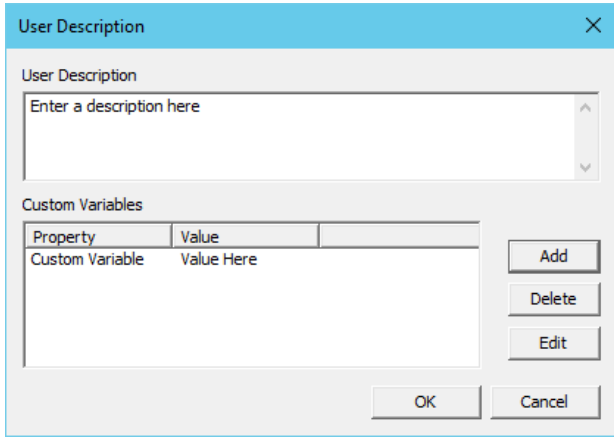 User Description
User Description
Enter a description here
Custom Variables
Property Value
Custom Variable Value Here
Add
Delete
Edit
OK Cancel